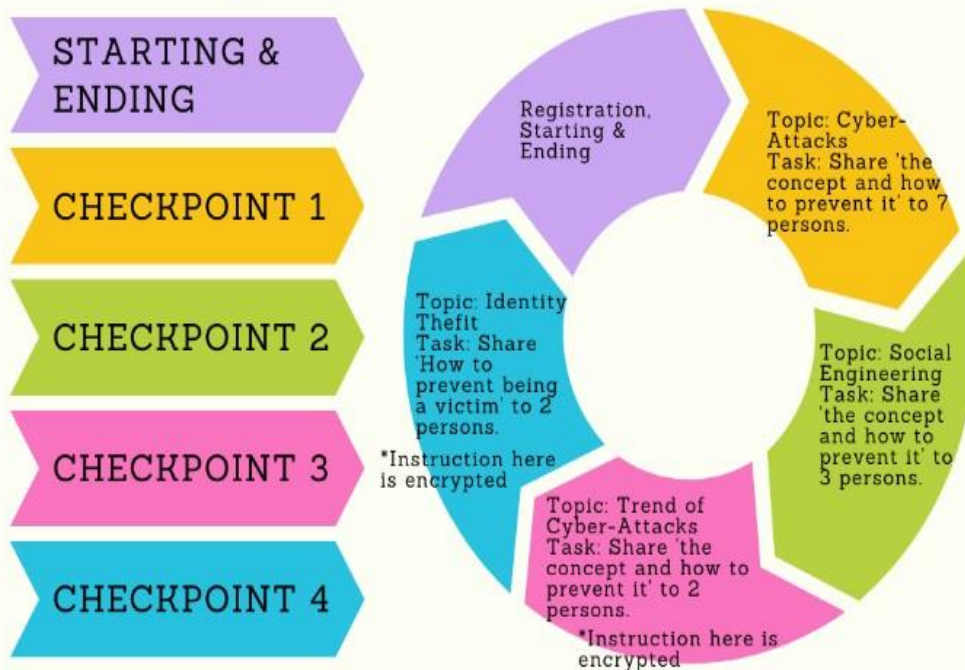 STARTING &
ENDING
CHECKPOINT 1
CHECKPOINT 2
CHECKPOINT 3
CHECKPOINT 4
Registration,
Starting &
Ending
Topic: Cyber-
Attacks
Task: Share 'the
concept and how
to prevent it' to 7
persons.
Topic: Social
Engineering
Task: Share
'the concept
and how to
prevent it' to
3 persons.
Topic: Trend of
Cyber-Attacks
Task: Share 'the
concept and how to
prevent it' to 2
persons.
*Instruction here is
encrypted
Topic: Identity
Thefit
Task: Share
'How to
prevent being
a victim' to 2
persons.
*Instruction here
is encrypted